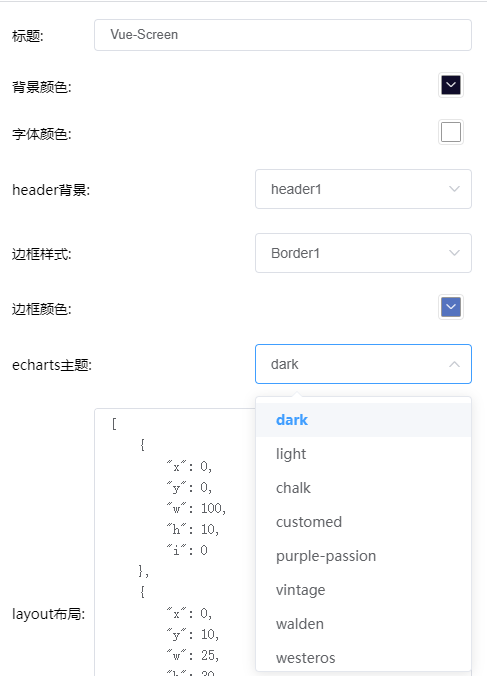 标题: Vue-Screen
背景颜色:
字体颜色:
header背景: header1
边框样式: Border1
边框颜色:
echarts主题: dark
dark
light
chalk
customed
purple-passion
vintage
walden
westeros
layout布局:
[
{
"x": 0,
"y": 0,
"w": 100,
"h": 10,
"i": 0
},
{
"x": 0,
"y": 10,
"w": 25,